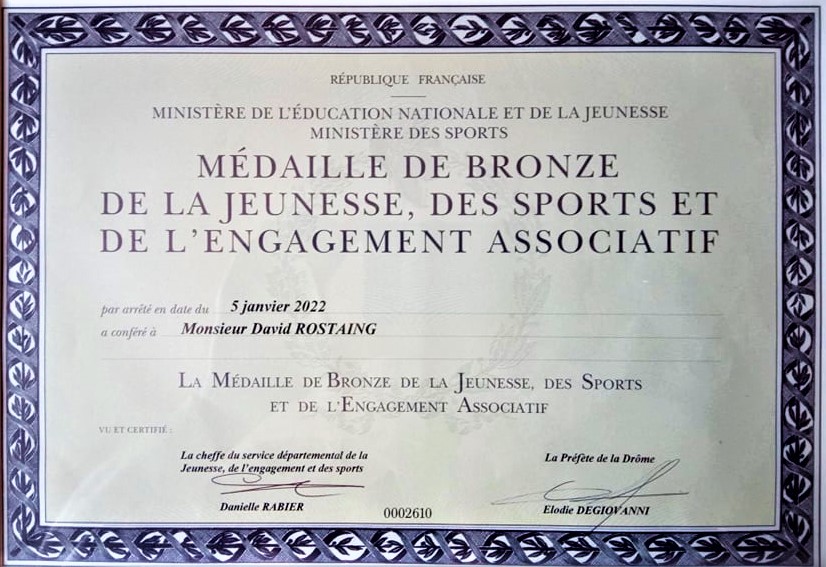 RÉPUBLIQUE FRANÇAISE
MINISTÈRE DE L'ÉDUCATION NATIONALE ET DE LA JEUNESSE
MINISTÈRE DES SPORTS
MÉDAILLE DE BRONZE
DE LA JEUNESSE, DES SPORTS ET
DE L'ENGAGEMENT ASSOCIATIF
par arrêté en date du 5 janvier 2022
a conféré à Monsieur David ROSTAING
LA MÉDAILLE DE BRONZE DE LA JEUNESSE, DES SPORTS
ET DE L'ENGAGEMENT ASSOCIATIF
VU ET CERTIFIÉ :
La cheffe du service départemental de la
Jeunesse, de l'engagement et des sports
Danielle RABIER
0002610
La Préfète de la Drôme
Elodie DEGIOVANNI